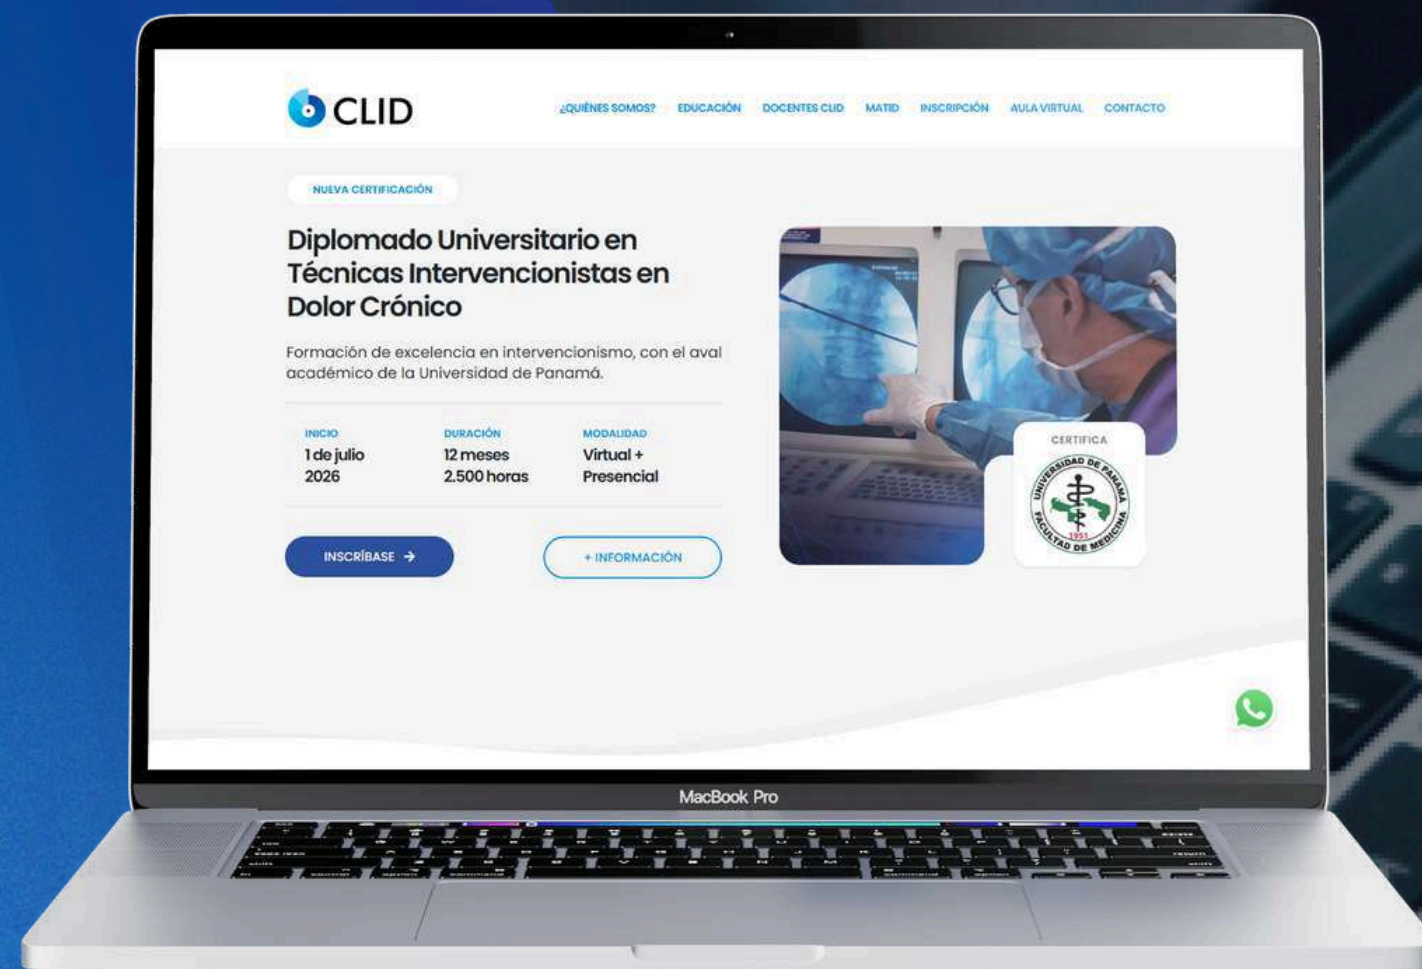 CLID
¿QUIÉNES SOMOS? EDUCACIÓN DOCENTES CLID MATID INSCRIPCIÓN AULA VIRTUAL CONTACTO
NUEVA CERTIFICACIÓN
Diplomado Universitario en
Técnicas Intervencionistas en
Dolor Crónico
Formación de excelencia en intervencionismo, con el aval
académico de la Universidad de Panamá.
INICIO
1 de julio
2026
DURACIÓN
12 meses
2.500 horas
MODALIDAD
Virtual +
Presencial
INSCRÍBASE →
+ INFORMACIÓN
CERTIFICA
UNIVERSIDAD DE PANAMÁ
FACULTAD DE MEDICINA
1951
MacBook Pro